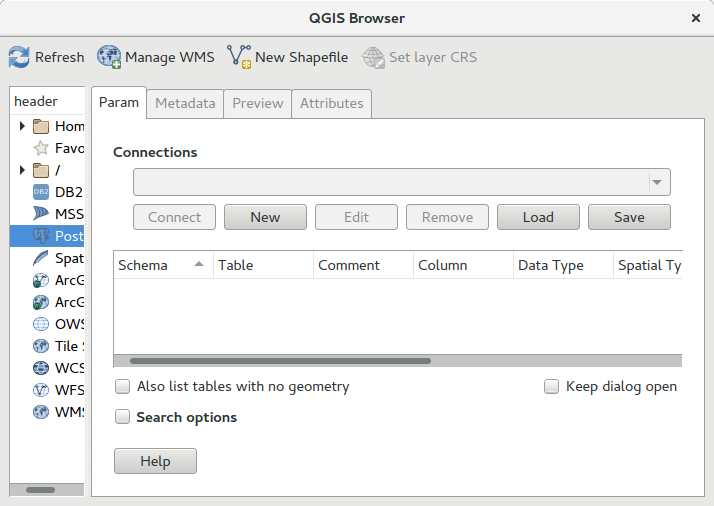 QGIS Browser
Refresh Manage WMS New Shapefile Set layer CRS
header
Hom
Favo
/
DB2
MSS
Post
Spat
ArcG
ArcG
OWS
Tile S
WCS
WFS
WMS
Param Metadata Preview Attributes
Connections
Connect New Edit Remove Load Save
Schema Table Comment Column Data Type Spatial Ty
Also list tables with no geometry Keep dialog open
Search options
Help